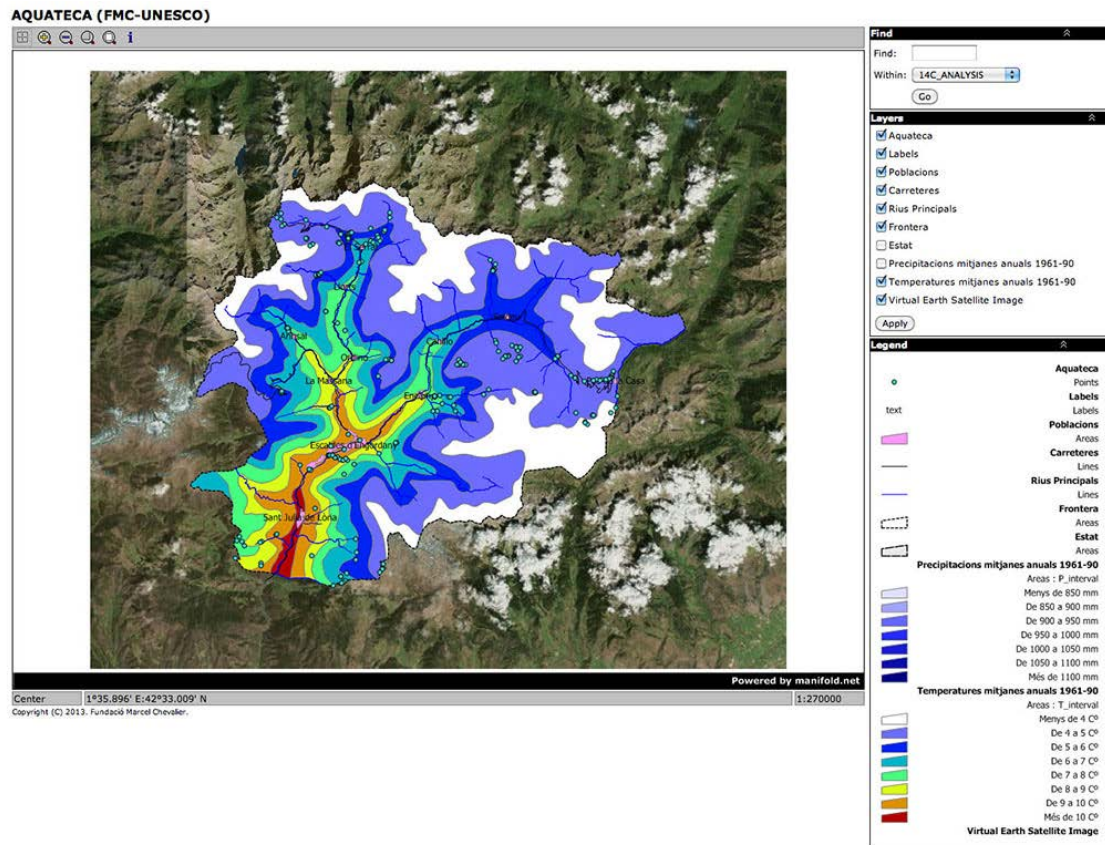 AQUATECA (FMC-UNESCO)
i
Find
Find:
Within: 14C_ANALYSIS
Go
Layers
Aquateca
Labels
Poblacions
Carreteres
Rius Principals
Frontera
Estat
Precipitacions mitjanes anuals 1961-90
Temperatures mitjanes anuals 1961-90
Virtual Earth Satellite Image
Apply
Legend
Aquateca
Points
Labels
text Labels
Poblacions
Areas
Carreteres
Lines
Rius Principals
Lines
Frontera
Areas
Estat
Areas
Precipitacions mitjanes anuals 1961-90
Areas : P_interval
Menys de 850 mm
De 850 a 900 mm
De 900 a 950 mm
De 950 a 1000 mm
De 1000 a 1050 mm
De 1050 a 1100 mm
Més de 1100 mm
Temperatures mitjanes anuals 1961-90
Areas : T_interval
Menys de 4 Cº
De 4 a 5 Cº
De 5 a 6 Cº
De 6 a 7 Cº
De 7 a 8 Cº
De 8 a 9 Cº
De 9 a 10 Cº
Més de 10 Cº
Virtual Earth Satellite Image
Llorts
Arinsal
Canillo
Ordino
La Massana
Encamp
Casa
Escaldes-Engordany
Sant Julià de Lòria
Powered by manifold.net
Center 1°35.896' E:42°33.009' N 1:270000
Copyright (C) 2013. Fundació Marcel Chevalier.